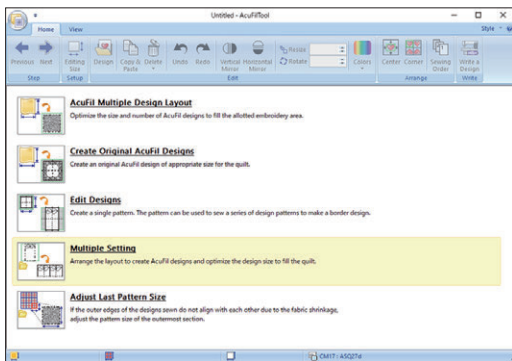 Untitled - AcuFilTool
Home View Style
Previous Next Editing Size Design Copy & Paste Delete Undo Redo Vertical Mirror Horizontal Mirror Resize Rotate Colors Center Corner Sewing Order Write a Design
Step Setup Edit Arrange Write
AcuFil Multiple Design Layout
Optimize the size and number of AcuFil designs to fill the allotted embroidery area.
Create Original AcuFil Designs
Create an original AcuFil design of appropriate size for the quilt.
Edit Designs
Create a single pattern. The pattern can be used to sew a series of design patterns to make a border design.
Multiple Setting
Arrange the layout to create AcuFil designs and optimize the design size to fill the quilt.
Adjust Last Pattern Size
If the outer edges of the designs sewn do not align with each other due to the fabric shrinkage,
adjust the pattern size of the outermost section.
CM17 : ASQ27d